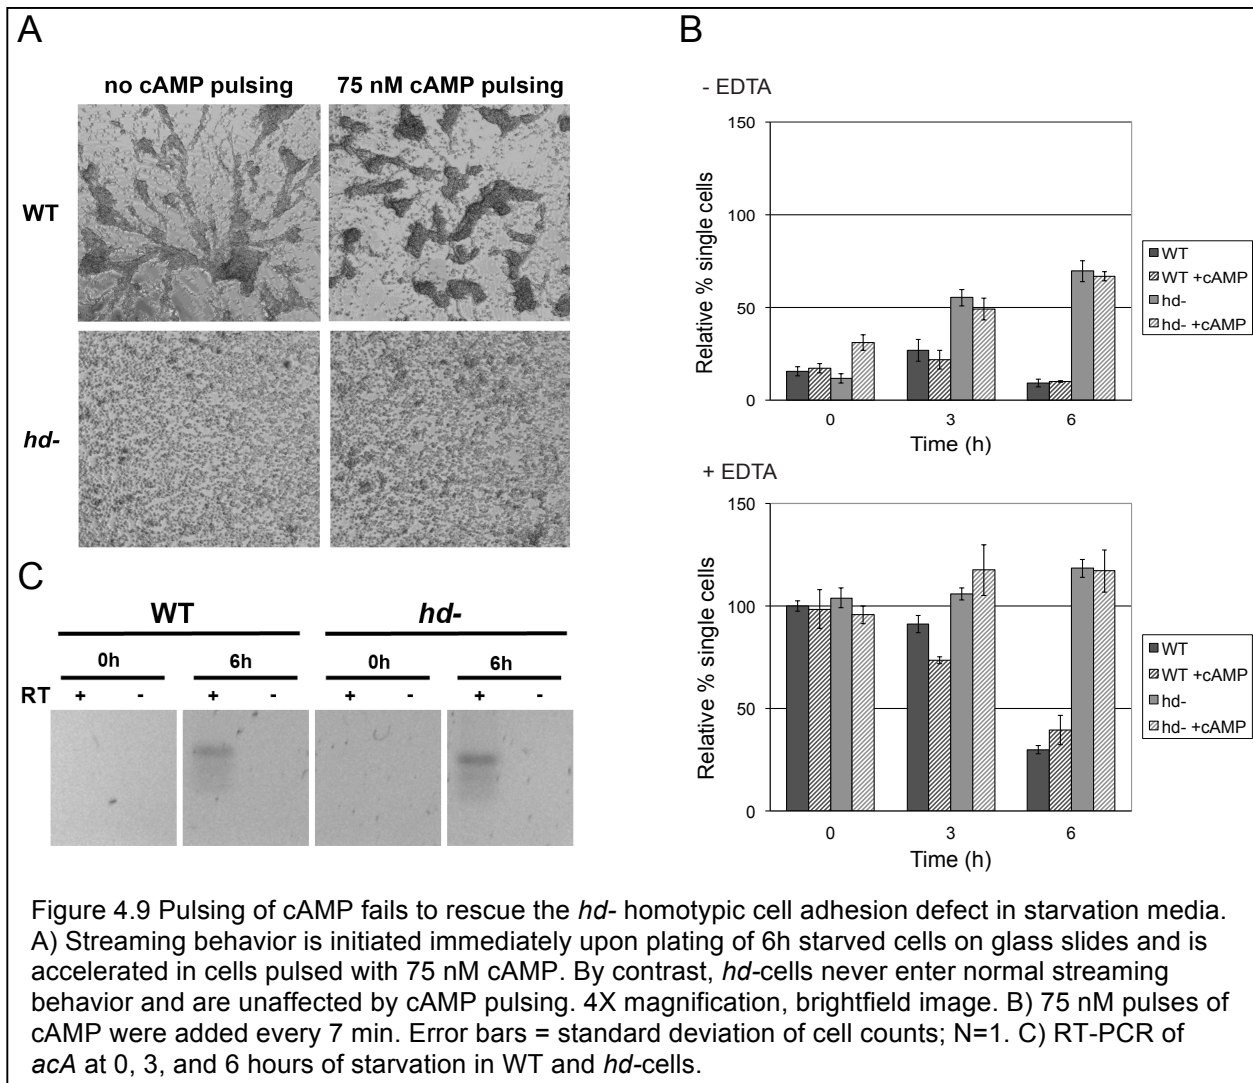 A
no cAMP pulsing 75 nM cAMP pulsing
WT
hd-
B
- EDTA
Relative % single cells
150
100
50
0
0 3 6
Time (h)
WT
WT +cAMP
hd-
hd- +cAMP
+ EDTA
Relative % single cells
150
100
50
0
0 3 6
Time (h)
WT
WT +cAMP
hd-
hd- +cAMP
C
WT hd-
0h 6h 0h 6h
RT + - + - + - + -
Figure 4.9 Pulsing of cAMP fails to rescue the hd- homotypic cell adhesion defect in starvation media.
A) Streaming behavior is initiated immediately upon plating of 6h starved cells on glass slides and is
accelerated in cells pulsed with 75 nM cAMP. By contrast, hd-cells never enter normal streaming
behavior and are unaffected by cAMP pulsing. 4X magnification, brightfield image. B) 75 nM pulses of
cAMP were added every 7 min. Error bars = standard deviation of cell counts; N=1. C) RT-PCR of
acA at 0, 3, and 6 hours of starvation in WT and hd-cells.